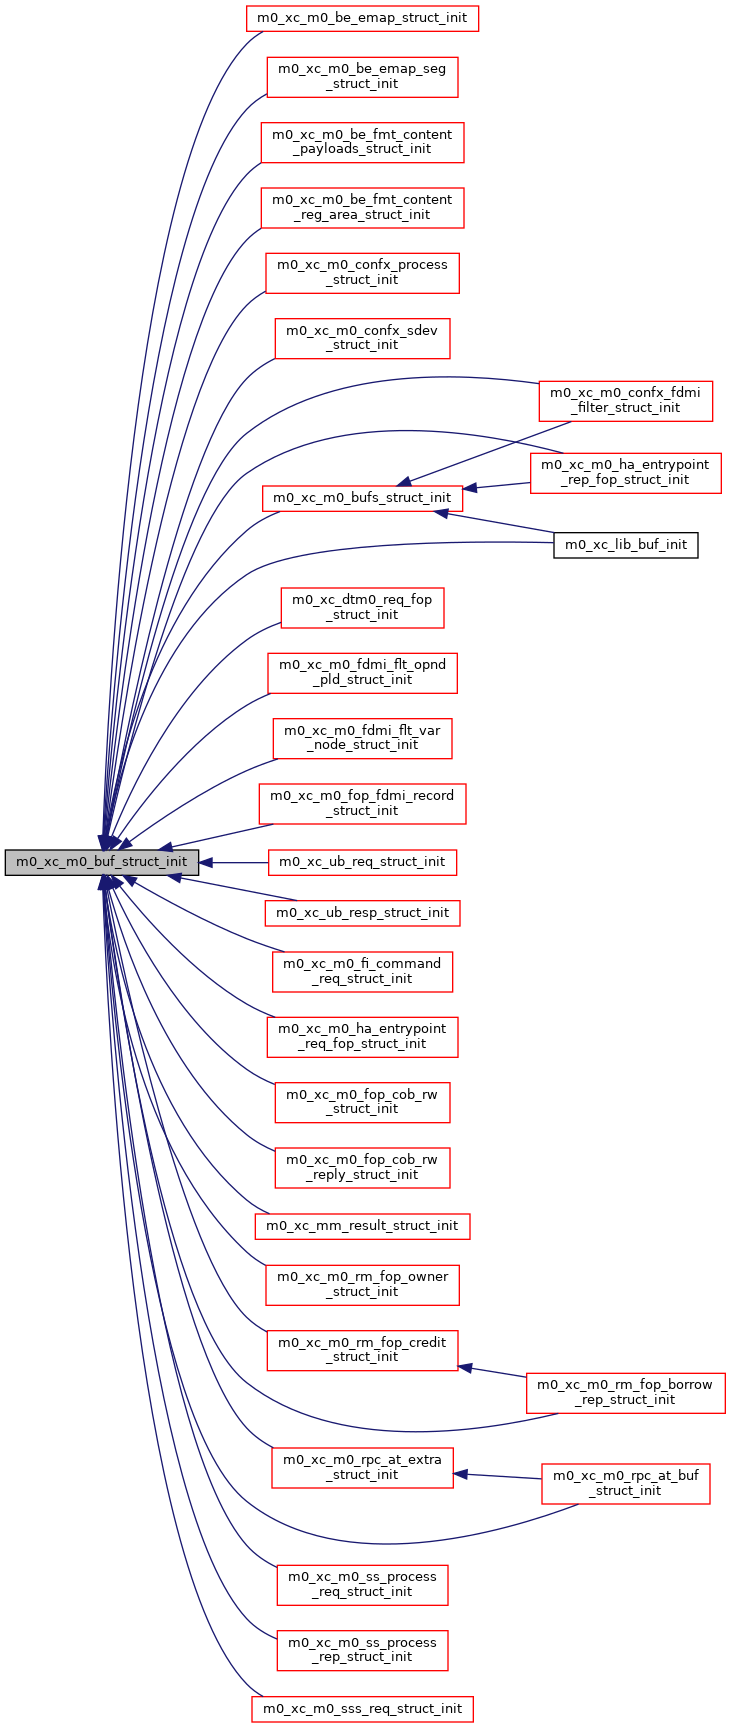 m0_xc_m0_be_emap_struct_init
m0_xc_m0_be_emap_seg
_struct_init
m0_xc_m0_be_fmt_content
_payloads_struct_init
m0_xc_m0_be_fmt_content
_reg_area_struct_init
m0_xc_m0_confx_process
_struct_init
m0_xc_m0_confx_sdev
_struct_init
m0_xc_m0_confx_fdmi
_filter_struct_init
m0_xc_m0_ha_entrypoint
_rep_fop_struct_init
m0_xc_m0_bufs_struct_init
m0_xc_lib_buf_init
m0_xc_dtm0_req_fop
_struct_init
m0_xc_m0_fdmi_flt_opnd
_pld_struct_init
m0_xc_m0_fdmi_flt_var
_node_struct_init
m0_xc_m0_fop_fdmi_record
_struct_init
m0_xc_m0_buf_struct_init
m0_xc_ub_req_struct_init
m0_xc_ub_resp_struct_init
m0_xc_m0_fi_command
_req_struct_init
m0_xc_m0_ha_entrypoint
_req_fop_struct_init
m0_xc_m0_fop_cob_rw
_struct_init
m0_xc_m0_fop_cob_rw
_reply_struct_init
m0_xc_mm_result_struct_init
m0_xc_m0_rm_fop_owner
_struct_init
m0_xc_m0_rm_fop_credit
_struct_init
m0_xc_m0_rm_fop_borrow
_rep_struct_init
m0_xc_m0_rpc_at_extra
_struct_init
m0_xc_m0_rpc_at_buf
_struct_init
m0_xc_m0_ss_process
_req_struct_init
m0_xc_m0_ss_process
_rep_struct_init
m0_xc_m0_sss_req_struct_init